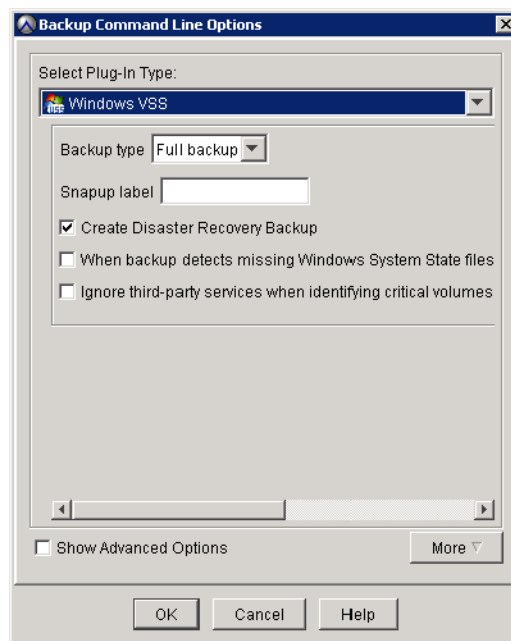 Backup Command Line Options
Select Plug-In Type:
Windows VSS
Backup type Full backup
Snapup label
Create Disaster Recovery Backup
When backup detects missing Windows System State files
Ignore third-party services when identifying critical volumes
Show Advanced Options
More
OK Cancel Help